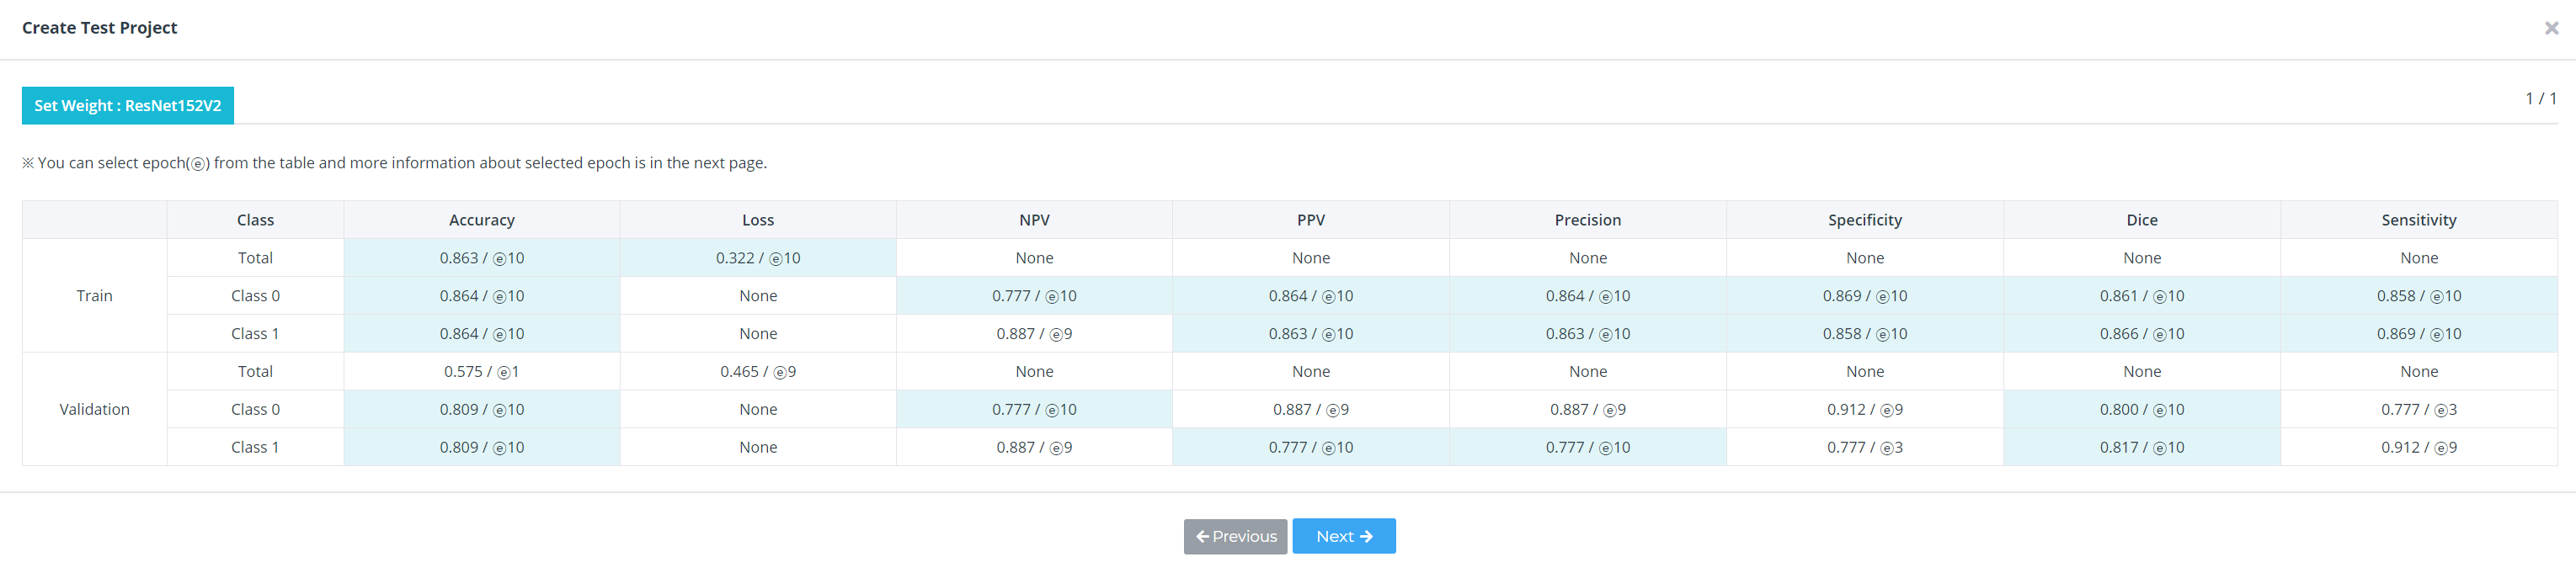 Create Test Project
×
Set Weight : ResNet152V2
1 / 1
※ You can select epoch(ⓔ) from the table and more information about selected epoch is in the next page.
Class Accuracy Loss NPV PPV Precision Specificity Dice Sensitivity
Total 0.863 / ⓔ10 0.322 / ⓔ10 None None None None None None
Train Class 0 0.864 / ⓔ10 None 0.777 / ⓔ10 0.864 / ⓔ10 0.864 / ⓔ10 0.869 / ⓔ10 0.861 / ⓔ10 0.858 / ⓔ10
Class 1 0.864 / ⓔ10 None 0.887 / ⓔ9 0.863 / ⓔ10 0.863 / ⓔ10 0.858 / ⓔ10 0.866 / ⓔ10 0.869 / ⓔ10
Total 0.575 / ⓔ1 0.465 / ⓔ9 None None None None None None
Validation Class 0 0.809 / ⓔ10 None 0.777 / ⓔ10 0.887 / ⓔ9 0.887 / ⓔ9 0.912 / ⓔ9 0.800 / ⓔ10 0.777 / ⓔ3
Class 1 0.809 / ⓔ10 None 0.887 / ⓔ9 0.777 / ⓔ10 0.777 / ⓔ10 0.777 / ⓔ3 0.817 / ⓔ10 0.912 / ⓔ9
← Previous Next →